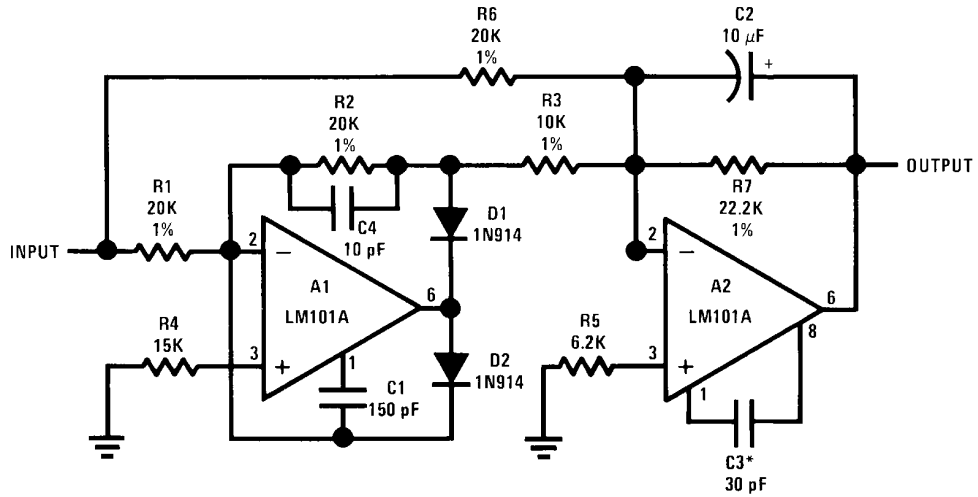 R6
20K
1%
C2
10 μF
+
R2
20K
1%
R3
10K
1%
OUTPUT
R1
20K
1%
C4
10 pF
D1
1N914
R7
22.2K
1%
INPUT
2
−
A1
LM101A
6
2
−
A2
LM101A
6
8
R4
15K
3
+
1
D2
1N914
C1
150 pF
R5
6.2K
3
+
1
C3*
30 pF